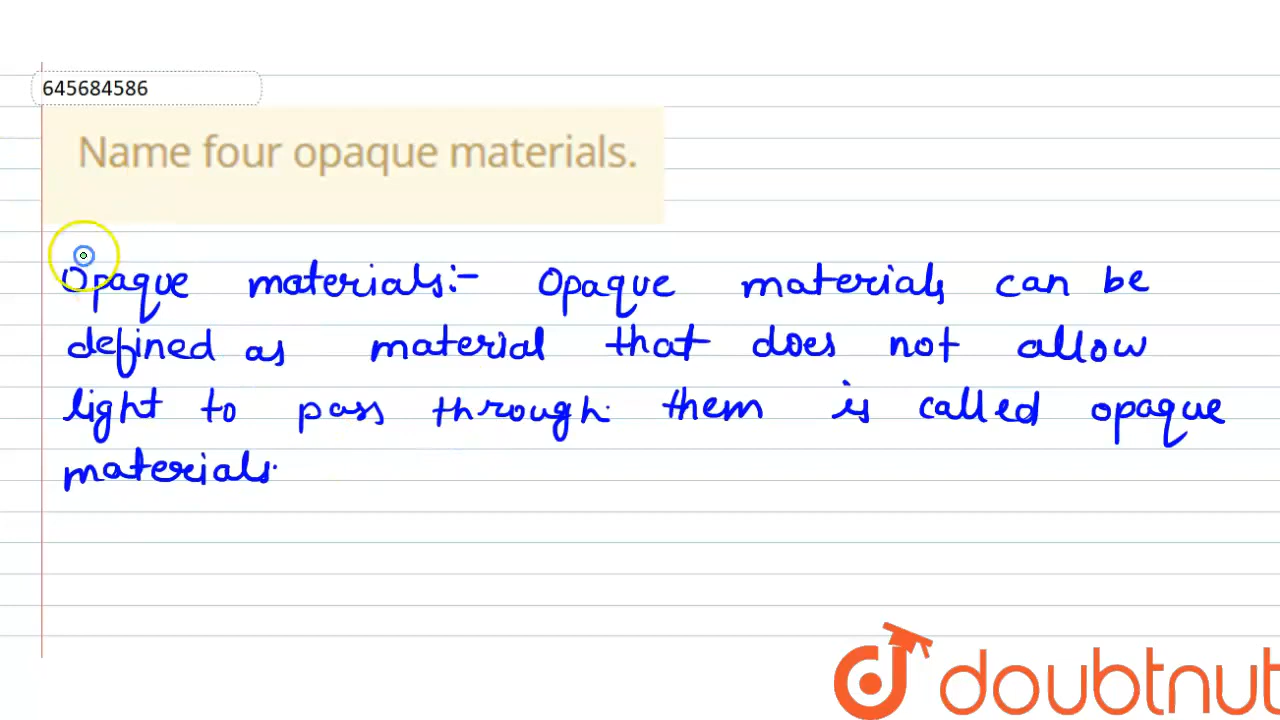 645684586
Name four opaque materials.
Opaque materials:- Opaque materials can be
defined as material that does not allow
light to pass through them is called opaque
materials.
doubtnut